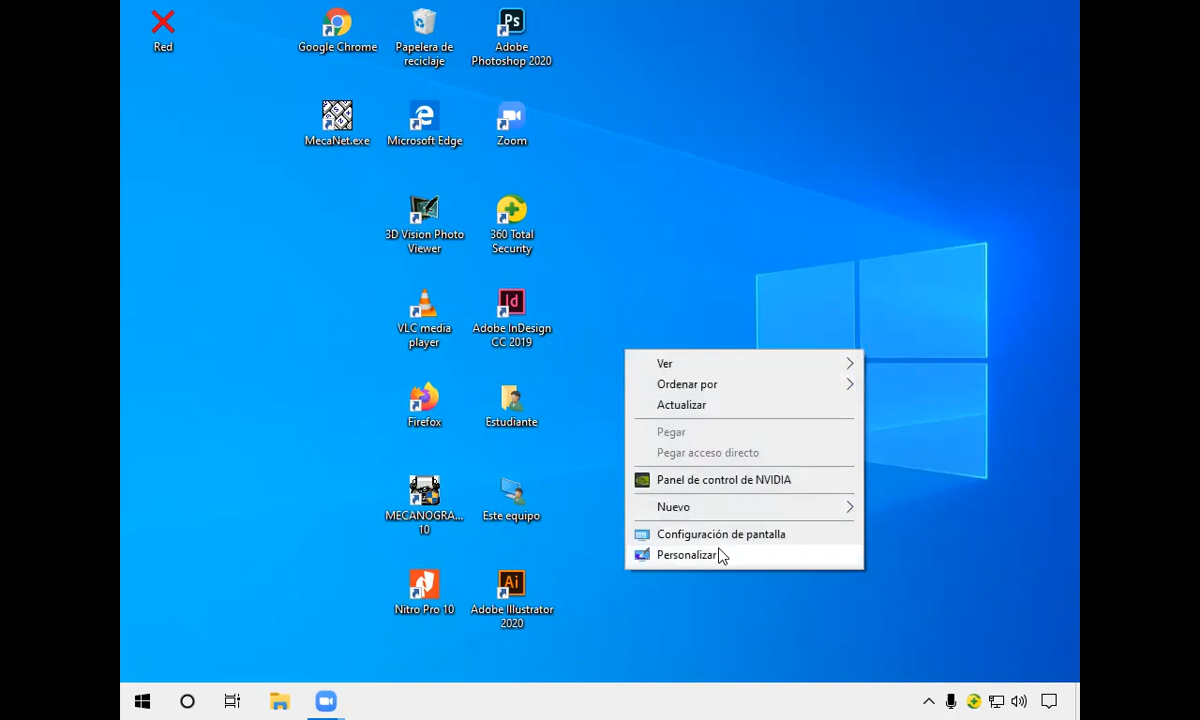 Red
Google Chrome
Papelera de
reciclaje
Adobe
Photoshop 2020
MecaNet.exe
Microsoft Edge
Zoom
3D Vision Photo
Viewer
360 Total
Security
VLC media
player
Adobe InDesign
CC 2019
Firefox
Estudiante
MECANOGRA...
10
Este equipo
Nitro Pro 10
Adobe Illustrator
2020
Ver
Ordenar por
Actualizar
Pegar
Pegar acceso directo
Panel de control de NVIDIA
Nuevo
Configuración de pantalla
Personalizar